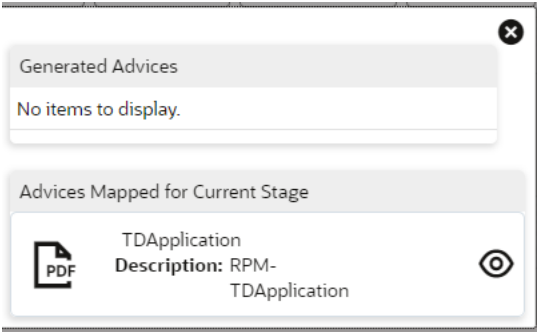 Generated Advices
No items to display.
Advices Mapped for Current Stage
PDF
TDApplication
Description: RPM-
TDApplication